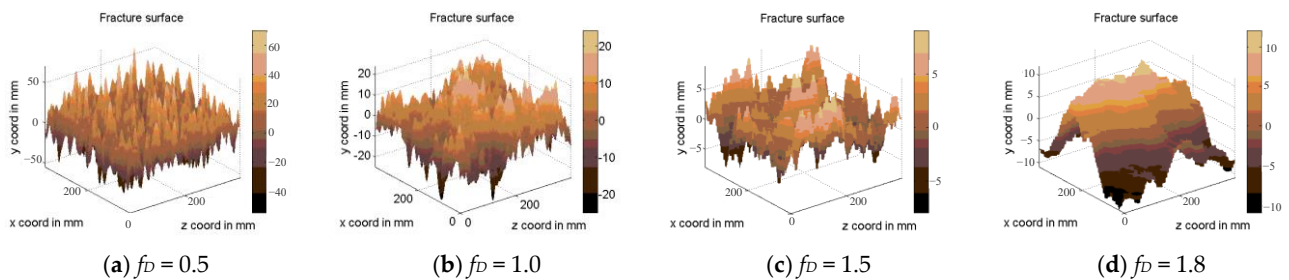 Fracture surface
60
40
20
0
−20
−40
50
0
−50
y coord in mm
200
200
0
x coord in mm
z coord in mm
(a) fD = 0.5
Fracture surface
20
10
0
-10
-20
20
10
0
-10
-20
y coord in mm
200
200
0 0
x coord in mm
z coord in mm
(b) fD = 1.0
Fracture surface
5
0
−5
5
0
−5
y coord in mm
200
200
0
x coord in mm
z coord in mm
(c) fD = 1.5
Fracture surface
10
5
0
−5
−10
10
5
0
−5
−10
y coord in mm
200
200
0
x coord in mm
z coord in mm
(d) fD = 1.8